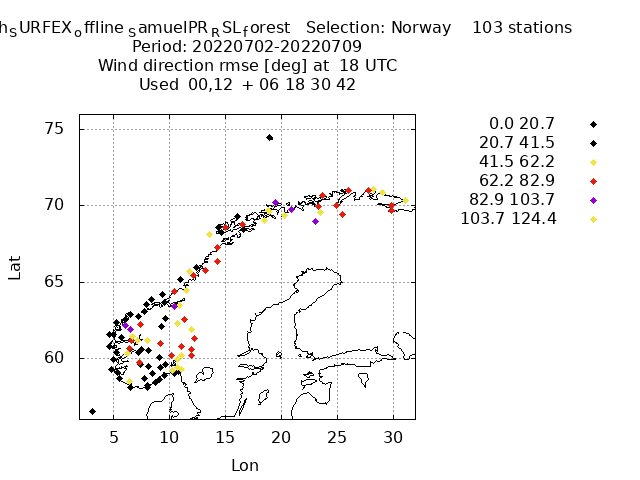 h_SURFEX_offline_SamuelPR_RSL_forest Selection: Norway 103 stations
Period: 20220702-20220709
Wind direction rmse [deg] at 18 UTC
Used 00,12 + 06 18 30 42
0.0 20.7
20.7 41.5
41.5 62.2
62.2 82.9
82.9 103.7
103.7 124.4
75
70
65
60
Lat
5 10 15 20 25 30
Lon